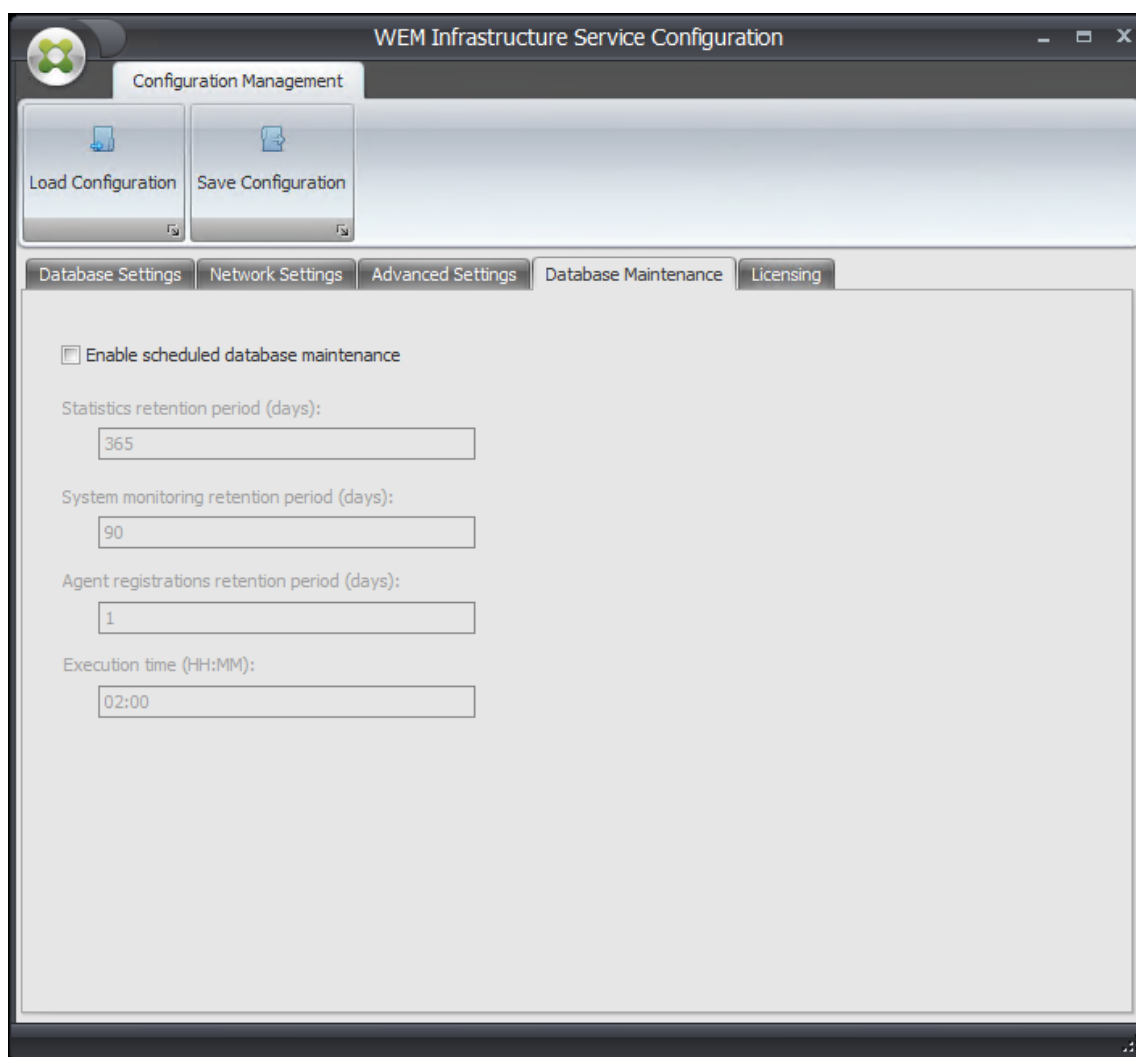 WEM Infrastructure Service Configuration
Configuration Management
Load Configuration Save Configuration
Database Settings Network Settings Advanced Settings Database Maintenance Licensing
Enable scheduled database maintenance
Statistics retention period (days):
365
System monitoring retention period (days):
90
Agent registrations retention period (days):
1
Execution time (HH:MM):
02:00